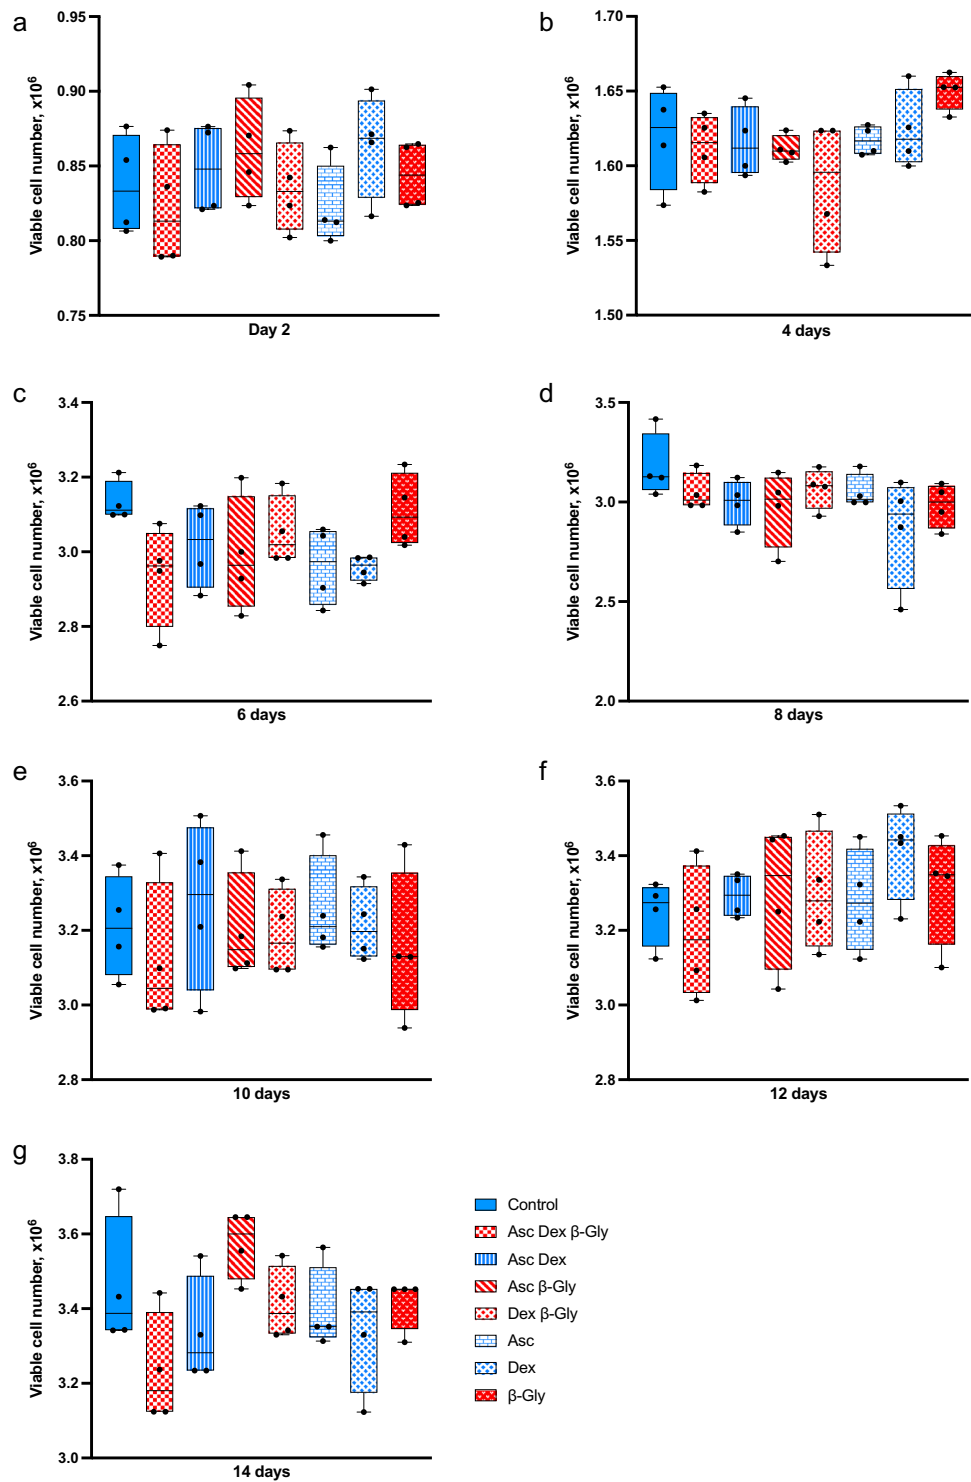 a
Viable cell number, x10⁶
0.95
0.90
0.85
0.80
0.75
Day 2
b
Viable cell number, x10⁶
1.70
1.65
1.60
1.55
1.50
4 days
c
Viable cell number, x10⁶
3.4
3.2
3.0
2.8
2.6
6 days
d
Viable cell number, x10⁶
3.5
3.0
2.5
2.0
8 days
e
Viable cell number, x10⁶
3.6
3.4
3.2
3.0
2.8
10 days
f
Viable cell number, x10⁶
3.6
3.4
3.2
3.0
2.8
12 days
g
Viable cell number, x10⁶
3.8
3.6
3.4
3.2
3.0
14 days
Control
Asc Dex β-Gly
Asc Dex
Asc β-Gly
Dex β-Gly
Asc
Dex
β-Gly